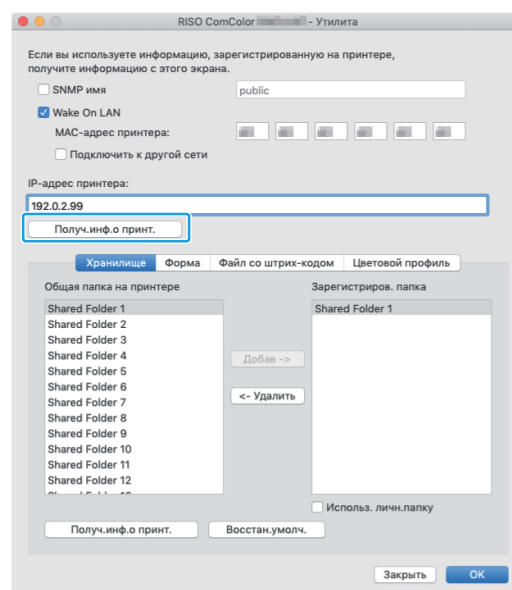 RISO ComColor - Утилита
Если вы используете информацию, зарегистрированную на принтере,
получите информацию с этого экрана.
SNMP имя
public
Wake On LAN
MAC-адрес принтера:
Подключить к другой сети
IP-адрес принтера:
192.0.2.99
Получ.инф.о принт.
Хранилище Форма Файл со штрих-кодом Цветовой профиль
Общая папка на принтере
Зарегистриров. папка
Shared Folder 1
Shared Folder 2
Shared Folder 3
Shared Folder 4
Shared Folder 5
Shared Folder 6
Shared Folder 7
Shared Folder 8
Shared Folder 9
Shared Folder 10
Shared Folder 11
Shared Folder 12
Добав ->
<- Удалить
Shared Folder 1
Использ. личн.папку
Получ.инф.о принт. Восстан.умолч.
Закрыть OK